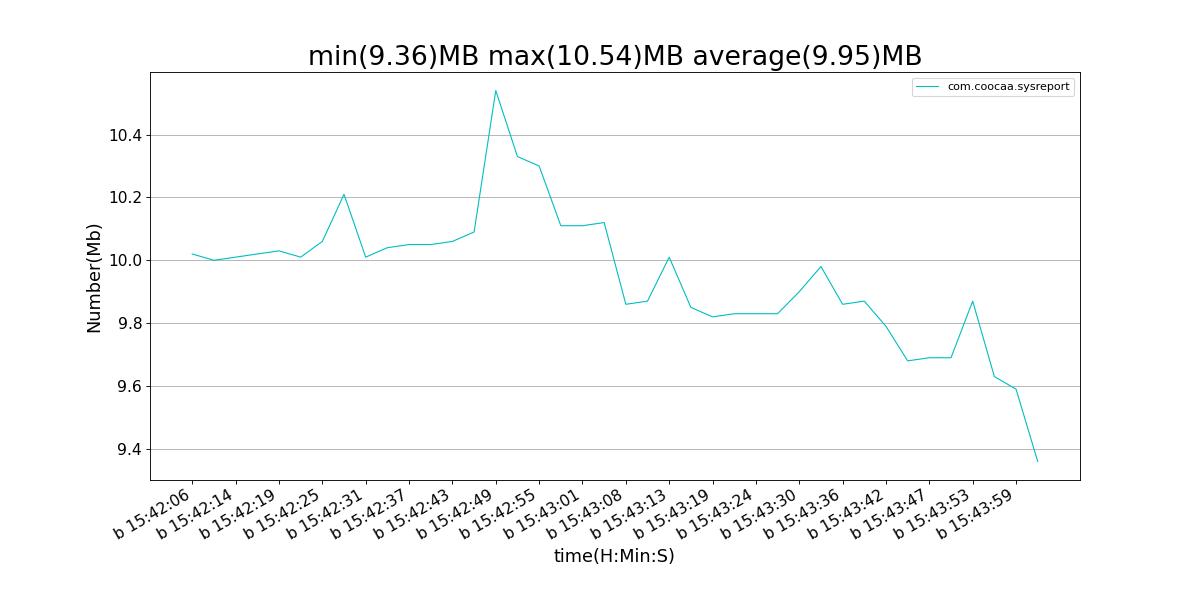 min(9.36)MB max(10.54)MB average(9.95)MB
com.coocaa.sysreport
10.4
10.2
10.0
9.8
9.6
9.4
Number(Mb)
b 15:42:06
b 15:42:14
b 15:42:19
b 15:42:25
b 15:42:31
b 15:42:37
b 15:42:43
b 15:42:49
b 15:42:55
b 15:43:01
b 15:43:08
b 15:43:13
b 15:43:19
b 15:43:24
b 15:43:30
b 15:43:36
b 15:43:42
b 15:43:47
b 15:43:53
b 15:43:59
time(H:Min:S)